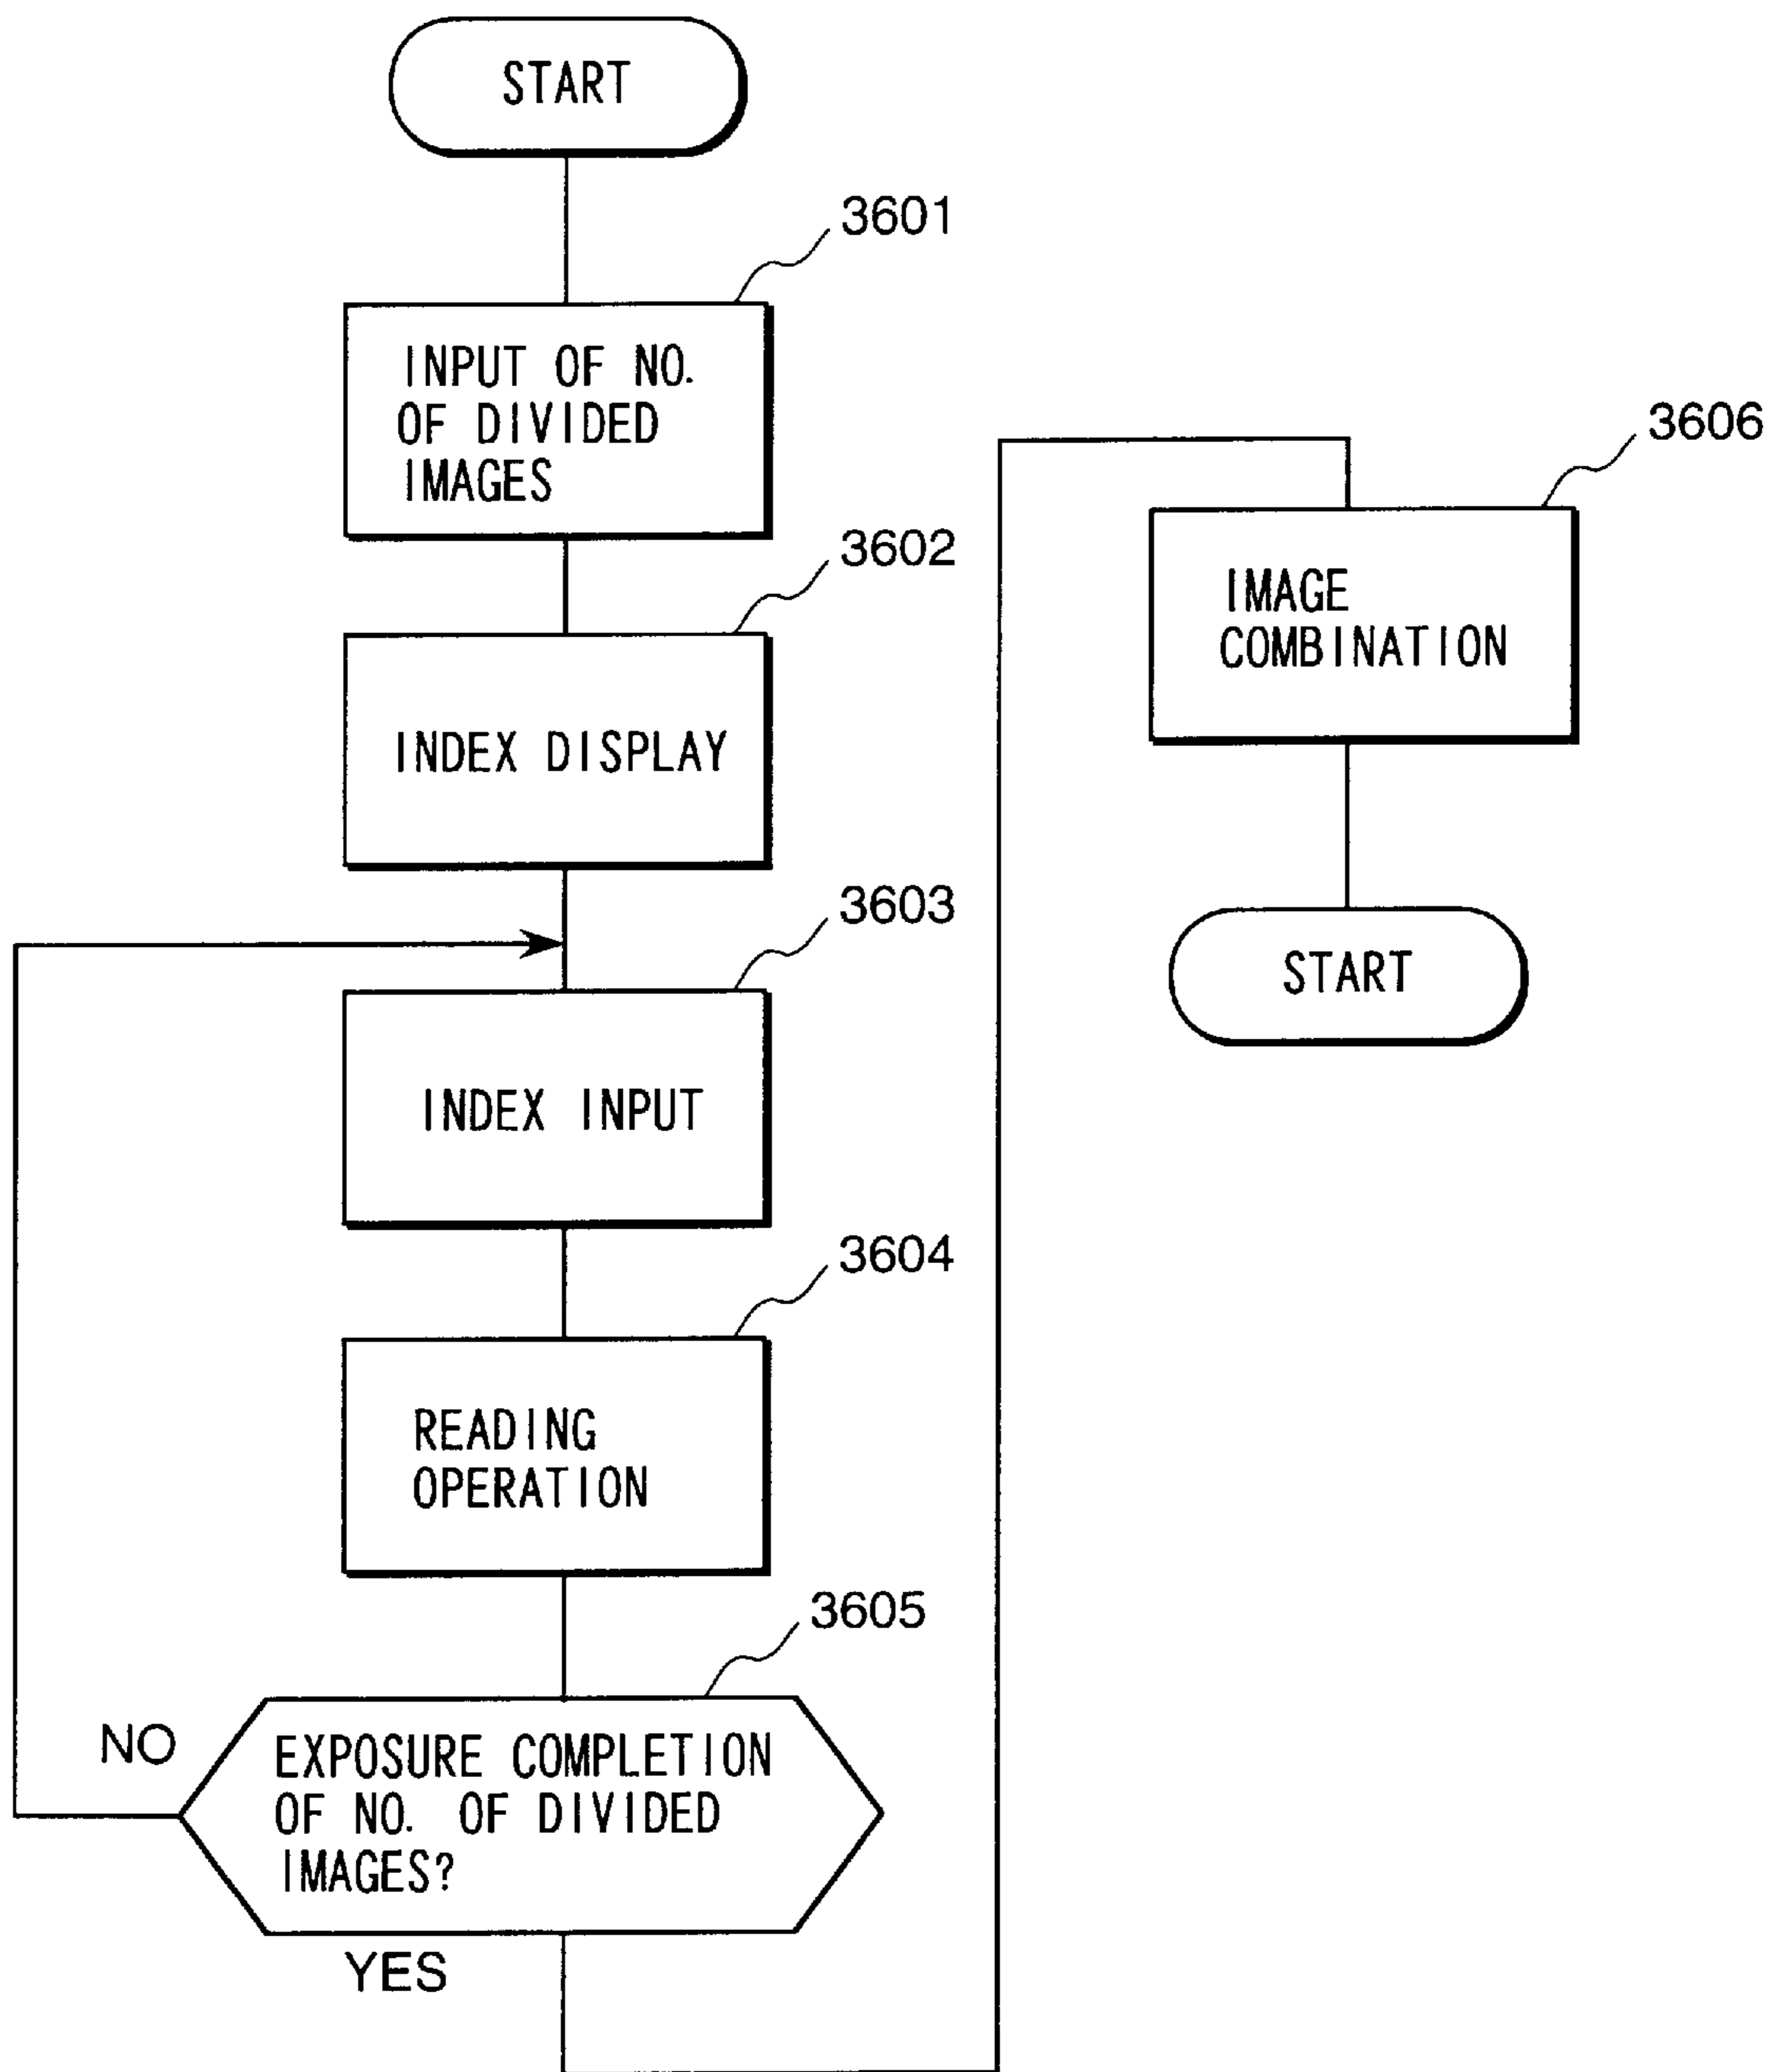 START
3601
INPUT OF NO.
OF DIVIDED
IMAGES
3602
INDEX DISPLAY
3603
INDEX INPUT
3604
READING
OPERATION
3605
NO
EXPOSURE COMPLETION
OF NO. OF DIVIDED
IMAGES?
YES
3606
IMAGE
COMBINATION
START